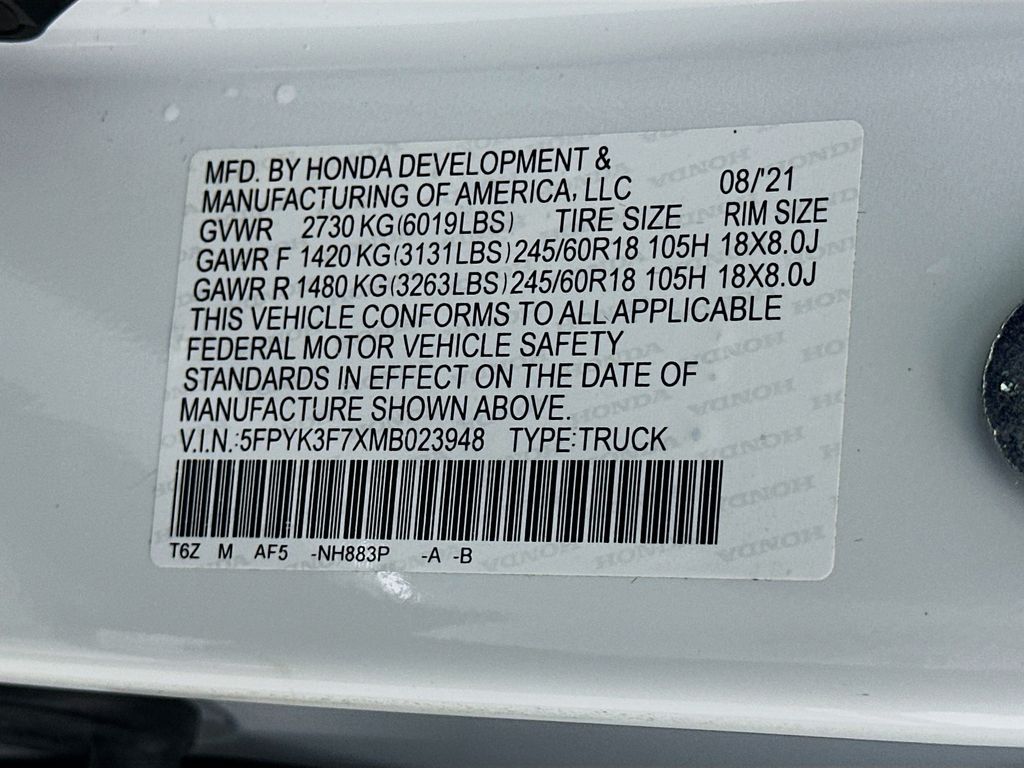 MFD. BY HONDA DEVELOPMENT &
MANUFACTURING OF AMERICA, LLC 08/'21
GVWR 2730 KG(6019LBS) TIRE SIZE RIM SIZE
GAWR F 1420 KG(3131LBS) 245/60R18 105H 18X8.0J
GAWR R 1480 KG(3263LBS) 245/60R18 105H 18X8.0J
THIS VEHICLE CONFORMS TO ALL APPLICABLE
FEDERAL MOTOR VEHICLE SAFETY
STANDARDS IN EFFECT ON THE DATE OF
MANUFACTURE SHOWN ABOVE.
V.I.N.:5FPYK3F7XMB023948 TYPE:TRUCK
T6Z M AF5 -NH883P -A -B